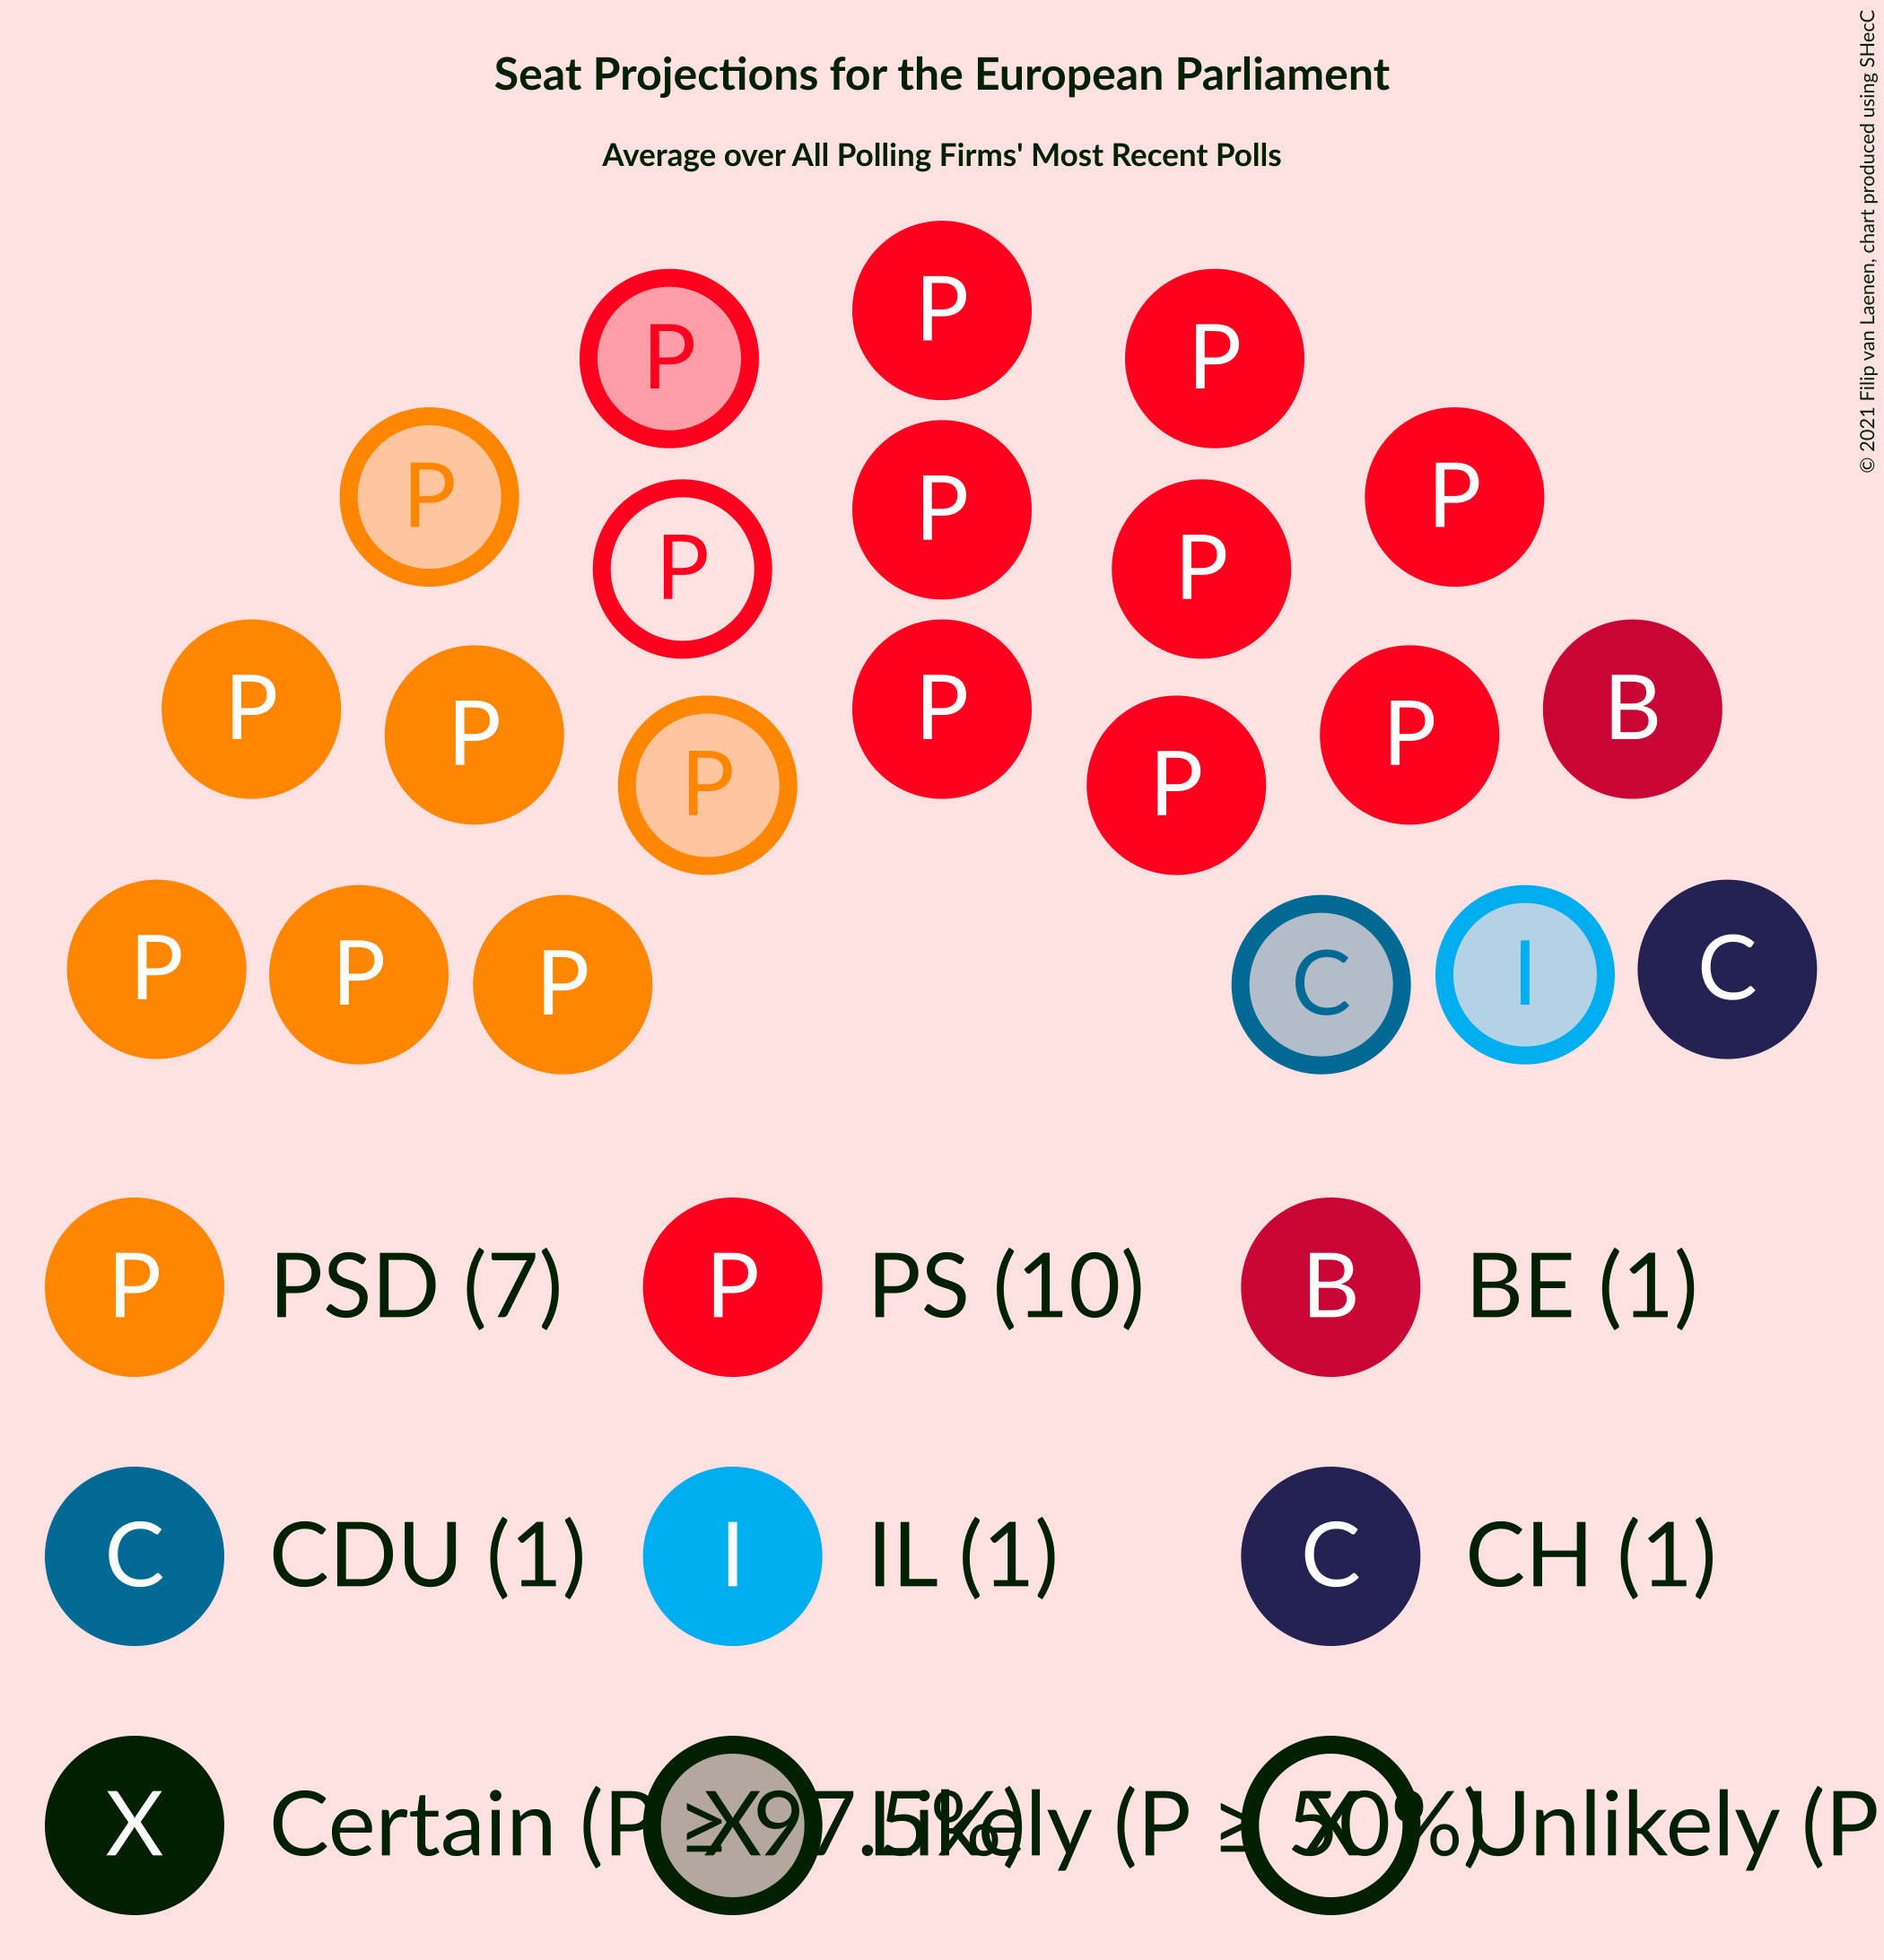 Seat Projections for the European Parliament
Average over All Polling Firms' Most Recent Polls
© 2021 Filip van Laenen, chart produced using SHecC
P
P P
P P
P P P
P P P P P B
P
P P P C I C
P PSD (7) P PS (10) B BE (1)
C CDU (1) I IL (1) C CH (1)
X Certain (P ≥ 97.5%) X Likely (P ≥ 50%) X Unlikely (P